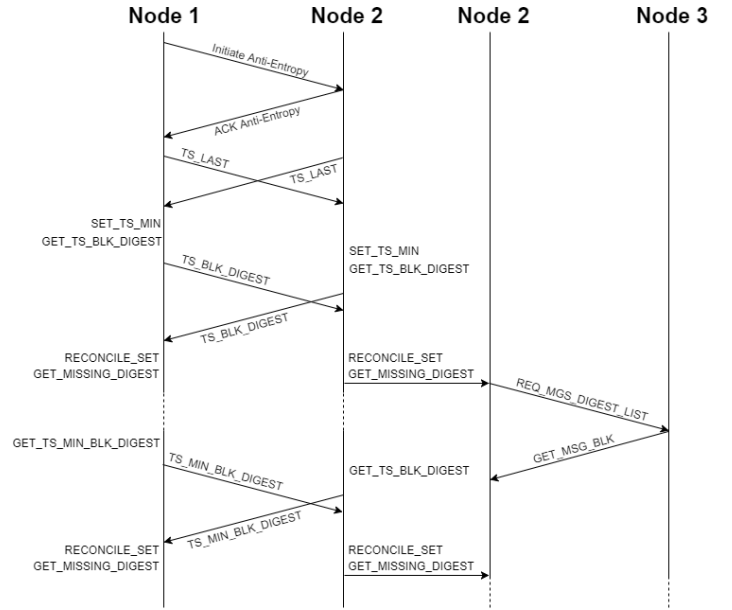 Node 1
Node 2
Node 2
Node 3
Initiate Anti-Entropy
ACK Anti-Entropy
TS_LAST
TS_LAST
SET_TS_MIN
GET_TS_BLK_DIGEST
SET_TS_MIN
GET_TS_BLK_DIGEST
TS_BLK_DIGEST
TS_BLK_DIGEST
RECONCILE_SET
GET_MISSING_DIGEST
RECONCILE_SET
GET_MISSING_DIGEST
REQ_MGS_DIGEST_LIST
GET_MSG_BLK
GET_TS_MIN_BLK_DIGEST
TS_MIN_BLK_DIGEST
GET_TS_BLK_DIGEST
TS_MIN_BLK_DIGEST
RECONCILE_SET
GET_MISSING_DIGEST
RECONCILE_SET
GET_MISSING_DIGEST